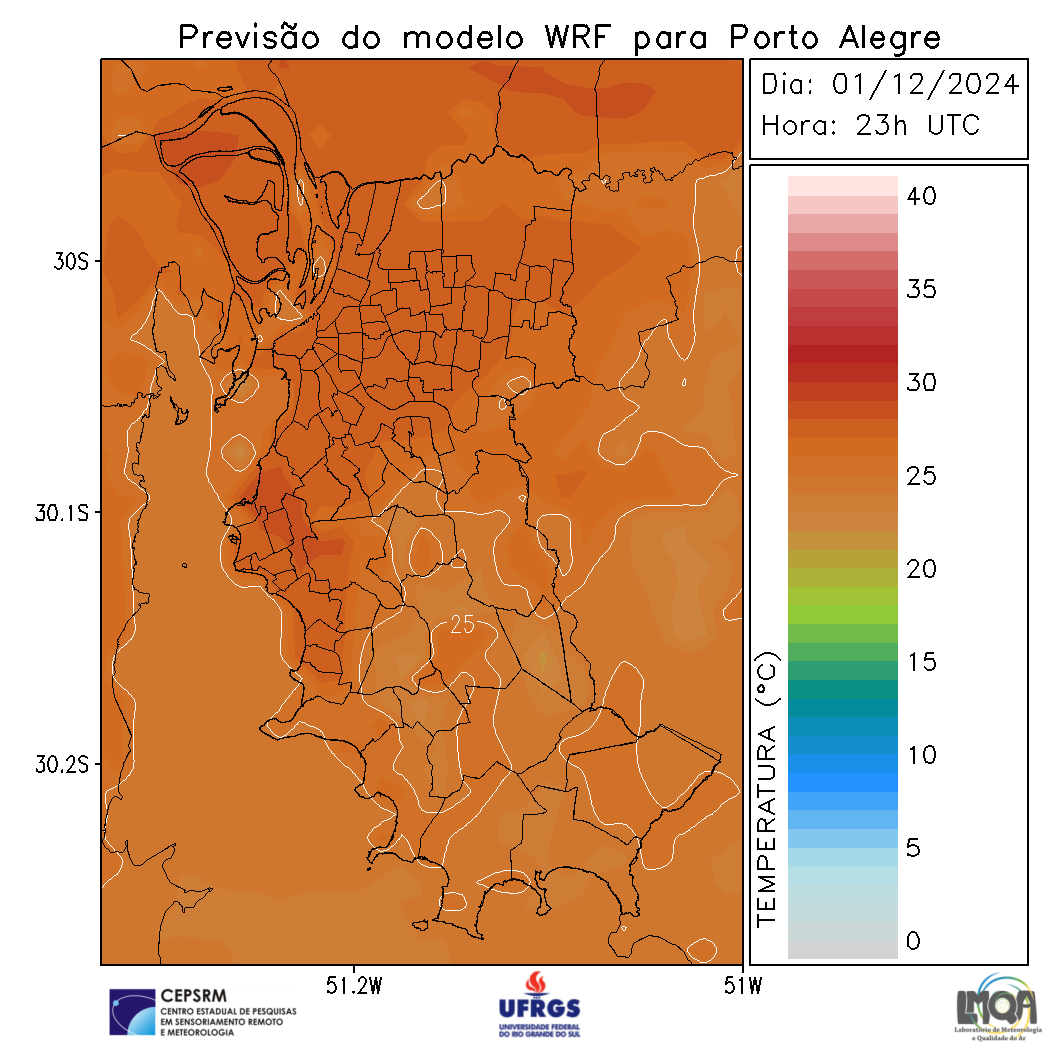 Previsão do modelo WRF para Porto Alegre
Dia: 01/12/2024
Hora: 23h UTC
40
35
30
25
20
15
10
5
0
TEMPERATURA (°C)
30S
30.1S
30.2S
25
51.2W
51W
CEPSRM
CENTRO ESTADUAL DE PESQUISAS
EM SENSORIAMENTO REMOTO
E METEOROLOGIA
UFRGS
UNIVERSIDADE FEDERAL
DO RIO GRANDE DO SUL
LMQA
Laboratório de Meteorologia
e Qualidade do Ar